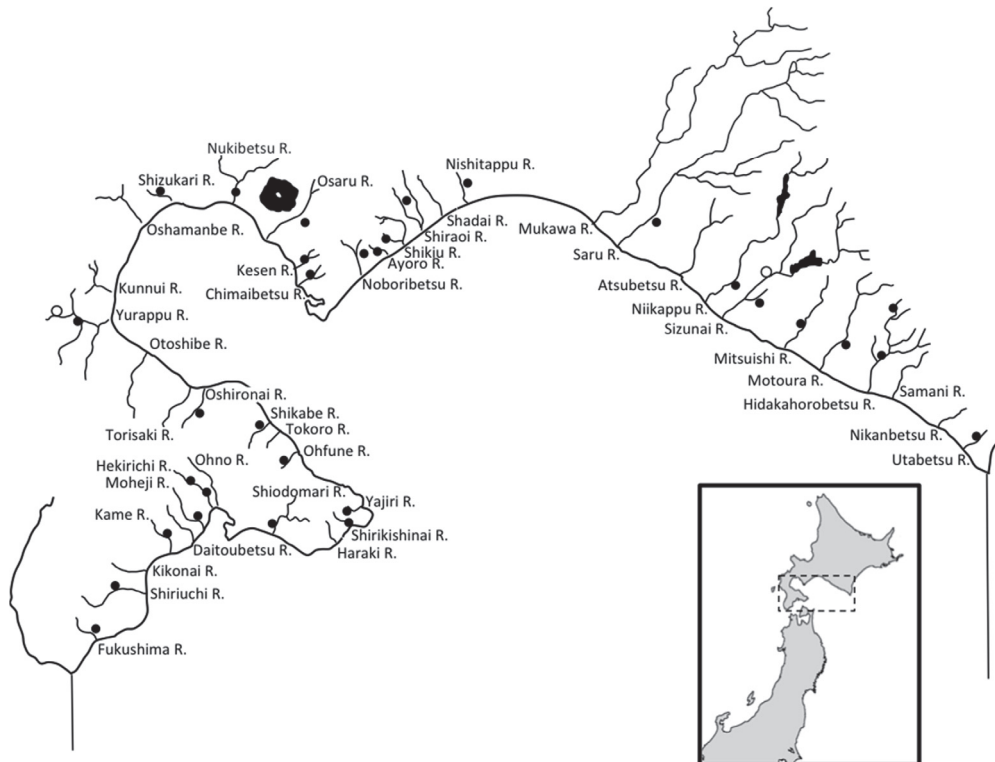 Nukibetsu R.
Shizukari R.
Osaru R.
Nishitappu R.
Oshamanbe R.
Shadai R.
Mukawa R.
Shiraoi R.
Shikiu R.
Saru R.
Kesen R.
Ayoro R.
Noboribetsu R.
Atsubetsu R.
Kunnui R.
Chimaibetsu R.
Niikappu R.
Yurappu R.
Sizunai R.
Otoshibe R.
Mitsuishi R.
Motoura R.
Oshironai R.
Samani R.
Hidakahorobetsu R.
Shikabe R.
Tokoro R.
Torisaki R.
Nikanbetsu R.
Ohfune R.
Ohno R.
Utabetsu R.
Hekirichi R.
Moheji R.
Shiodomari R.
Yajiri R.
Kame R.
Shirikishinai R.
Daitoubetsu R.
Haraki R.
Kikonai R.
Shiriuchi R.
Fukushima R.